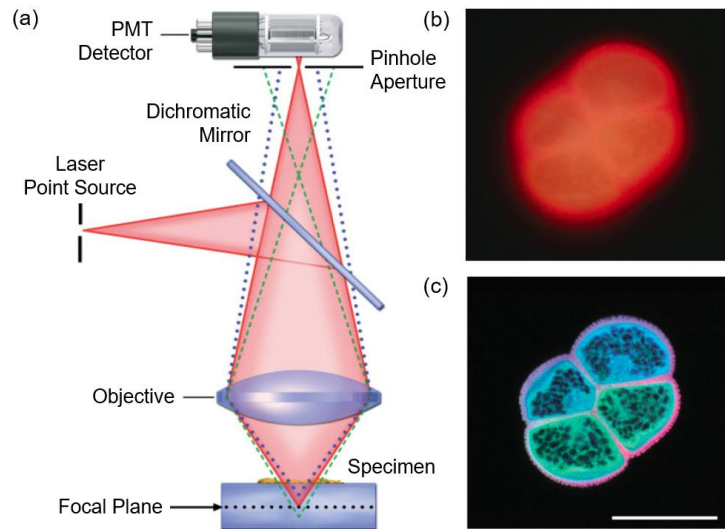 (a)
PMT
Detector
Pinhole
Aperture
Dichromatic
Mirror
Laser
Point Source
Objective
Specimen
Focal Plane
(b)
(c)